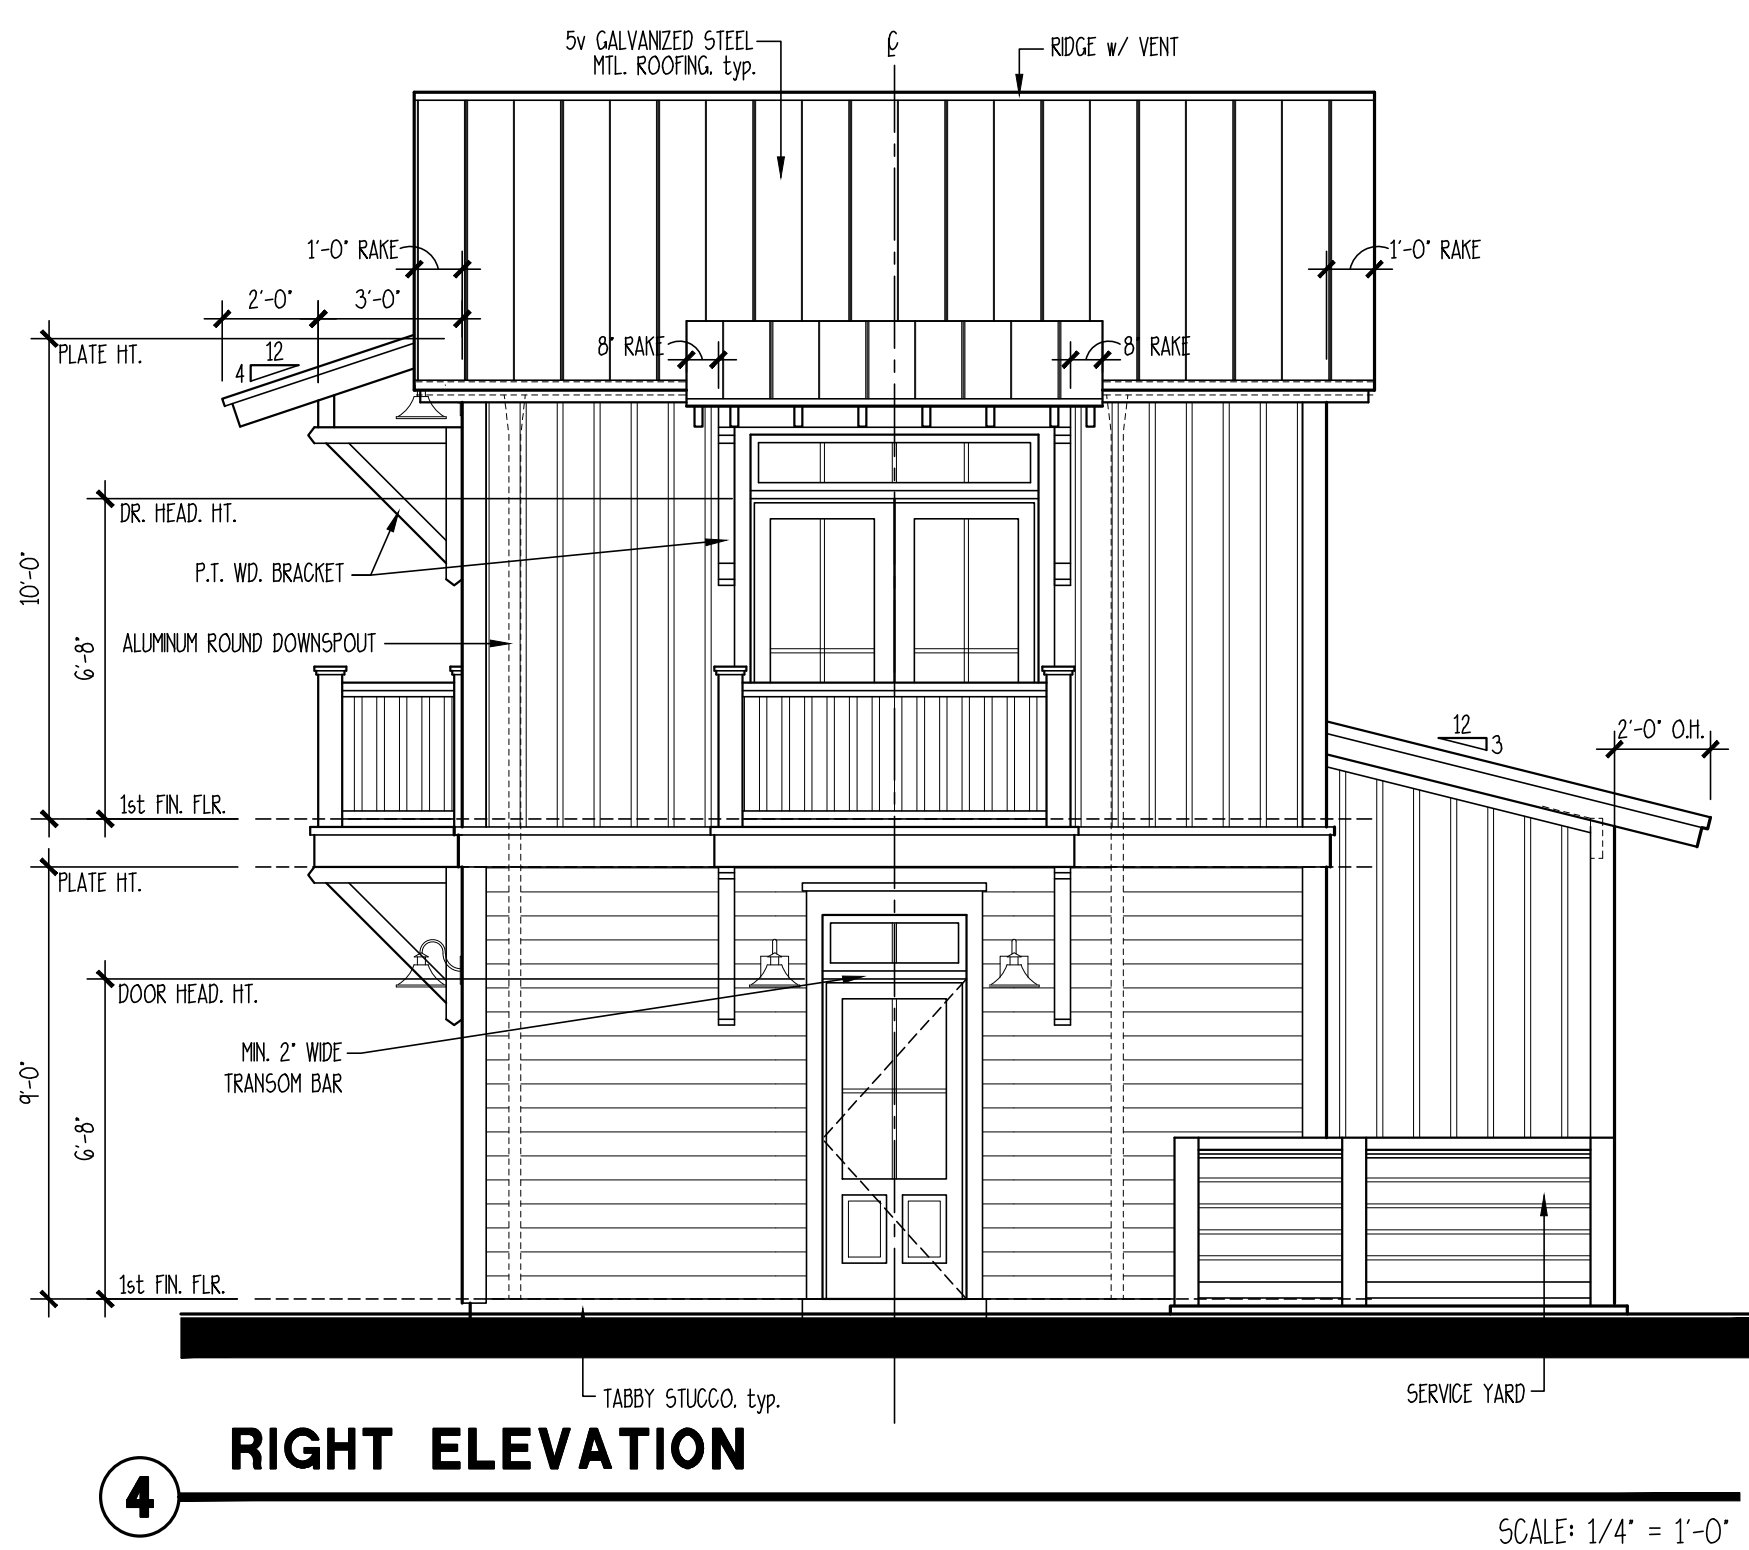 5v GALVANIZED STEEL
MTL. ROOFING, typ.
℄
RIDGE w/ VENT
1'-0" RAKE
1'-0" RAKE
2'-0"
3'-0"
PLATE HT.
12
4
8" RAKE
8" RAKE
DR. HEAD. HT.
10'-0"
P.T. WD. BRACKET
ALUMINUM ROUND DOWNSPOUT
6'-8"
12
3
2'-0" O.H.
1st FIN. FLR.
PLATE HT.
DOOR HEAD. HT.
MIN. 2" WIDE
TRANSOM BAR
9'-0"
6'-8"
1st FIN. FLR.
TABBY STUCCO, typ.
SERVICE YARD
RIGHT ELEVATION
4
SCALE: 1/4" = 1'-0"